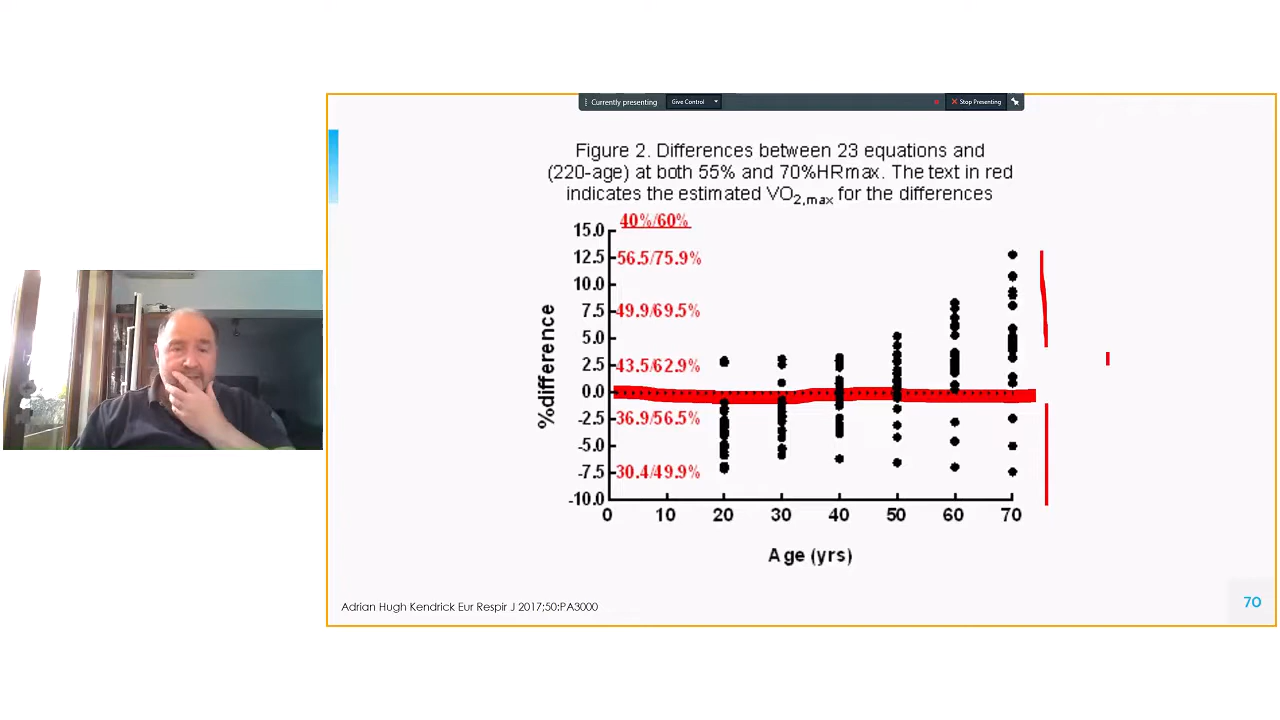 Currently presenting Give Control Stop Presenting
Figure 2. Differences between 23 equations and
(220-age) at both 55% and 70%HRmax. The text in red
indicates the estimated VO2,max for the differences
40%/60%
15.0
12.5 56.5/75.9%
10.0
7.5 49.9/69.5%
5.0
2.5 43.5/62.9%
0.0
-2.5 36.9/56.5%
-5.0
-7.5 30.4/49.9%
-10.0
%difference
0 10 20 30 40 50 60 70
Age (yrs)
Adrian Hugh Kendrick Eur Respir J 2017;50:PA3000
70